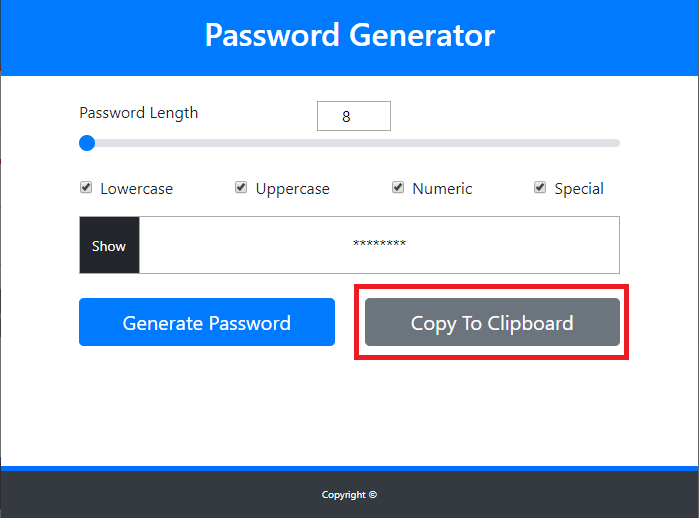 Password Generator
Password Length 8
Lowercase Uppercase Numeric Special
Show ********
Generate Password Copy To Clipboard
Copyright ©